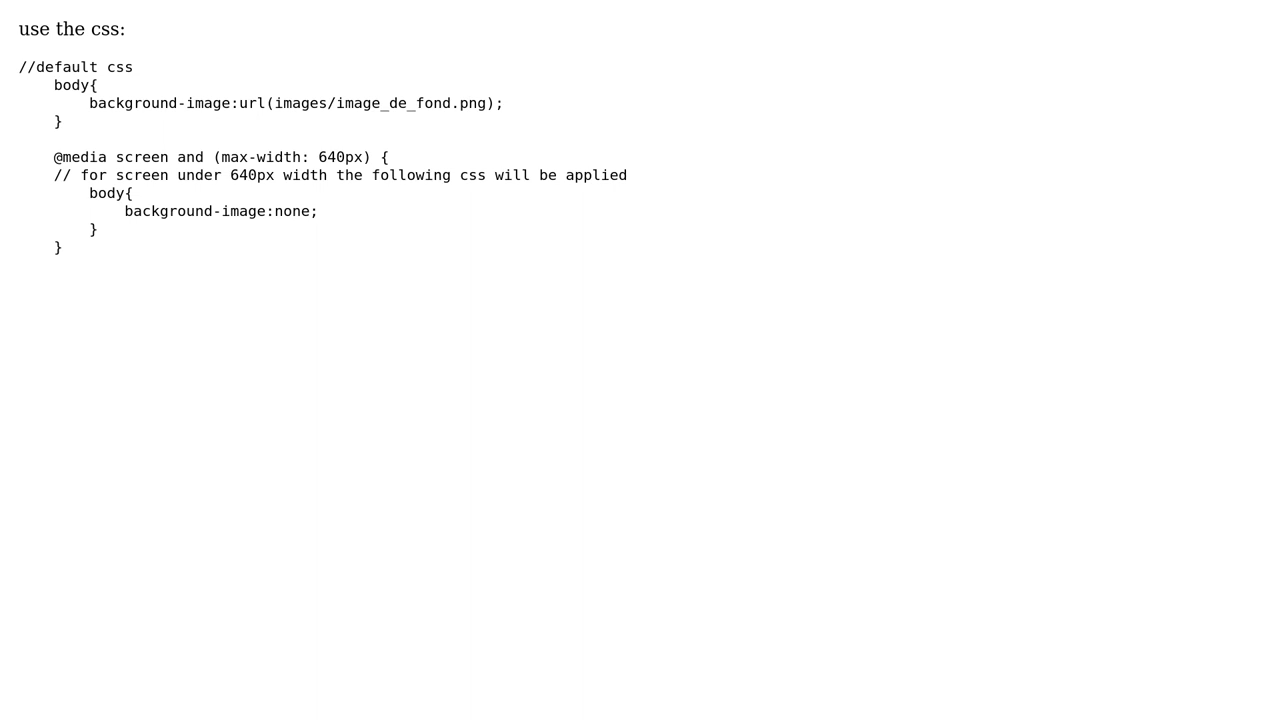 use the css:
//default css
    body{
        background-image:url(images/image_de_fond.png);
    }

    @media screen and (max-width: 640px) {
    // for screen under 640px width the following css will be applied
        body{
            background-image:none;
        }
    }